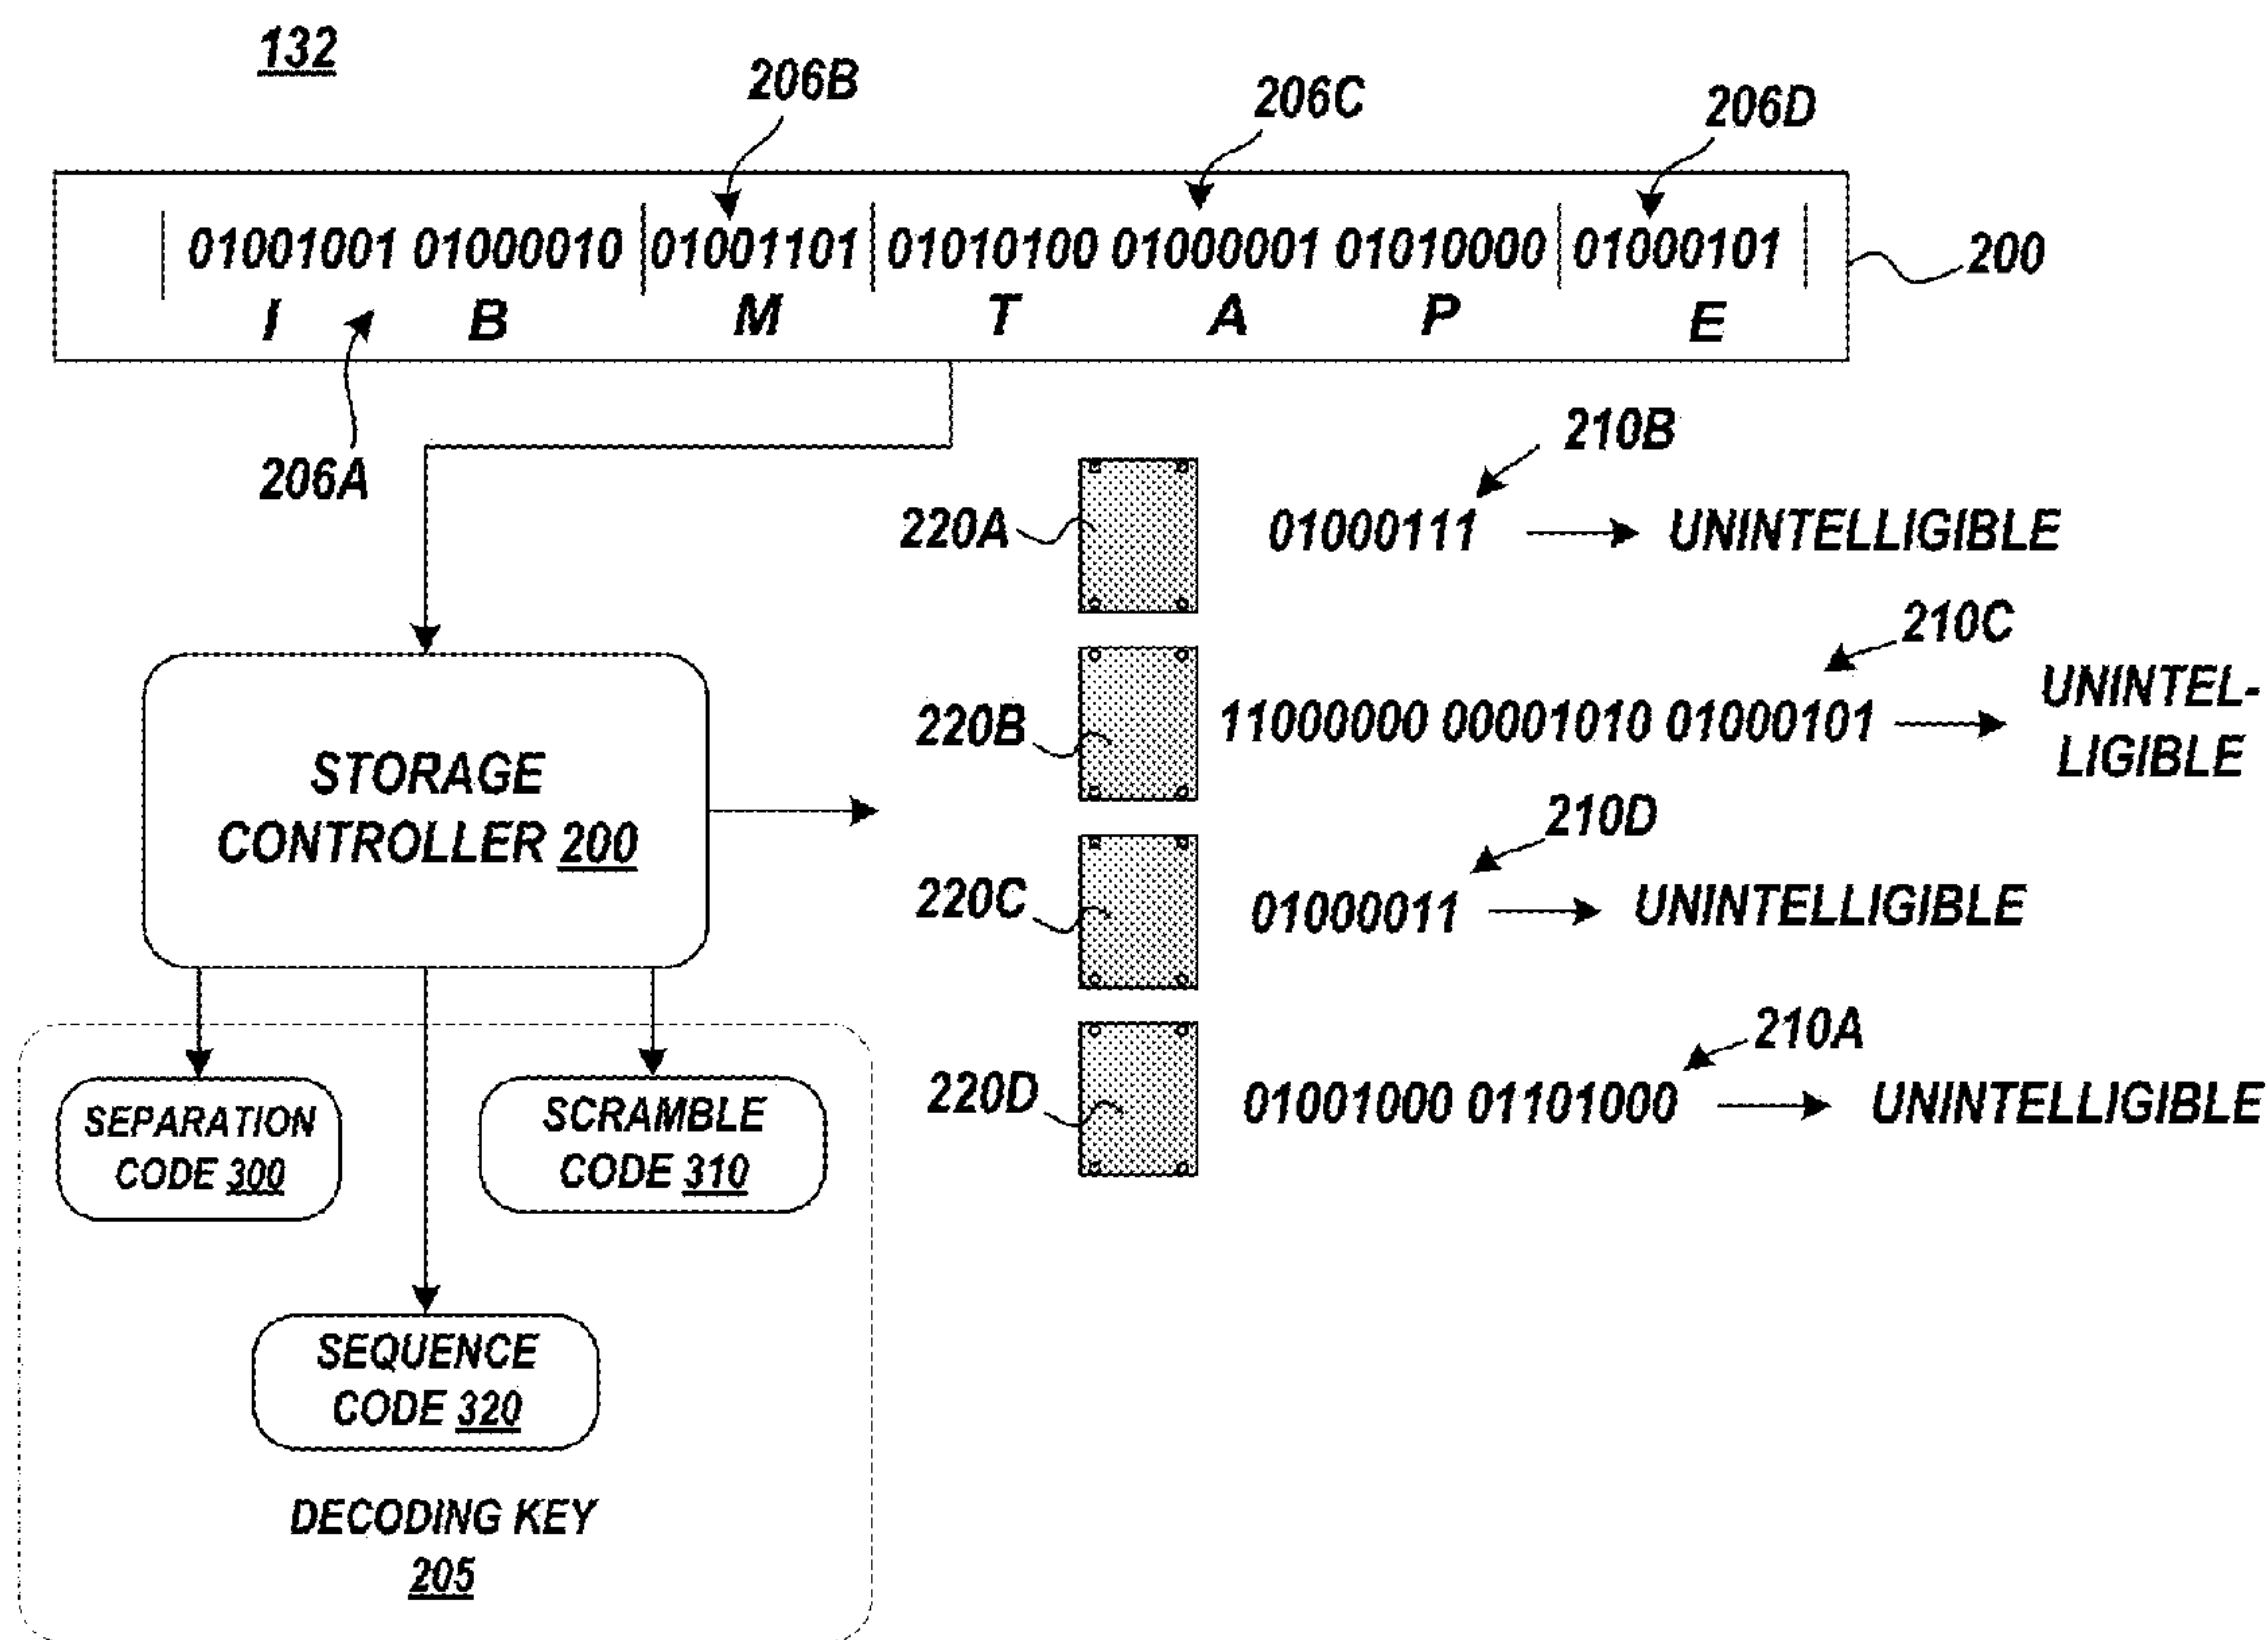 132
206B
206C
206D
01001001 01000010 01001101 01010100 01000001 01010000 01000101
I B M T A P E
200
206A
210B
220A
01000111
UNINTELLIGIBLE
210C
220B
11000000 00001010 01000101
UNINTEL-
LIGIBLE
STORAGE
CONTROLLER 200
210D
220C
01000011
UNINTELLIGIBLE
210A
220D
01001000 01101000
UNINTELLIGIBLE
SEPARATION
CODE 300
SCRAMBLE
CODE 310
SEQUENCE
CODE 320
DECODING KEY
205